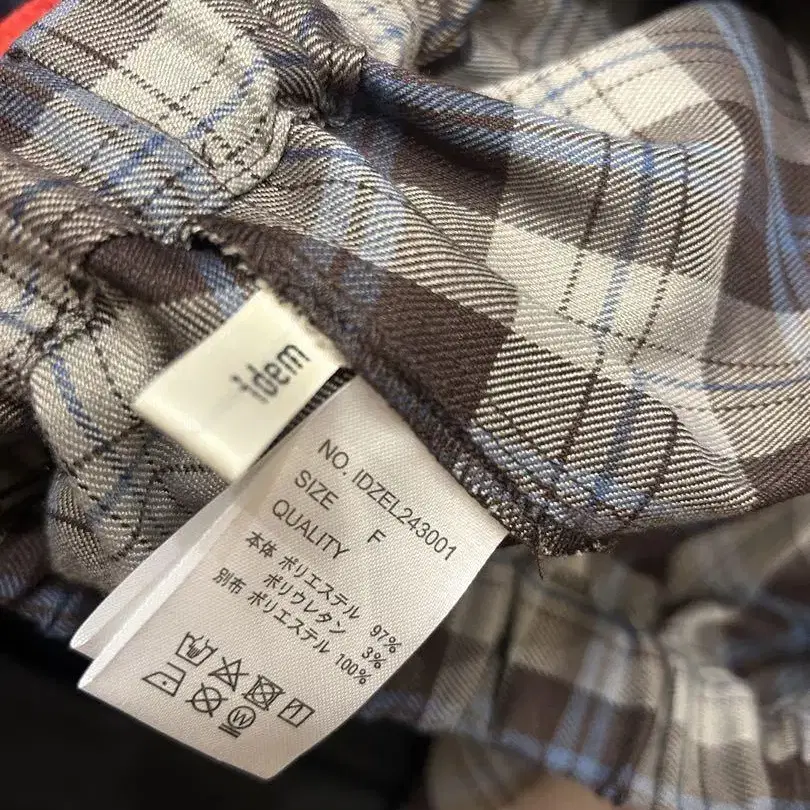 idem
NO. IDZEL243001
SIZE F
QUALITY
本体 ポリエステル 97%
ポリウレタン 3%
別布 ポリエステル 100%
W